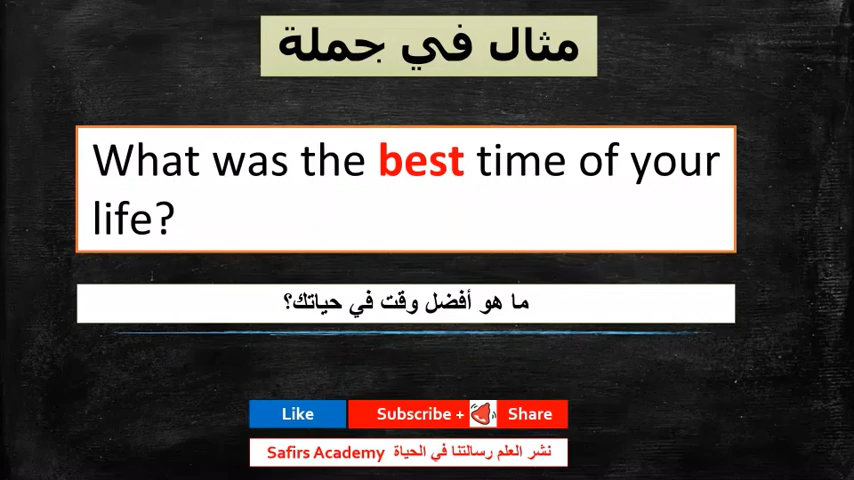 مثال في جملة
What was the best time of your
life?
ما هو أفضل وقت في حياتك؟
Like Subscribe + Share
Safirs Academy نشر العلم رسالتنا في الحياة